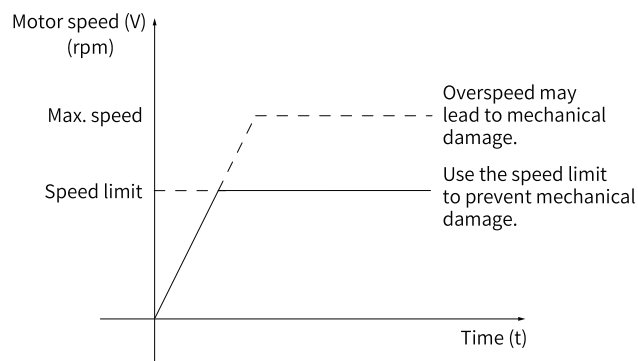 Motor speed (V)
(rpm)
Max. speed
Overspeed may
lead to mechanical
damage.
Speed limit
Use the speed limit
to prevent mechanical
damage.
Time (t)